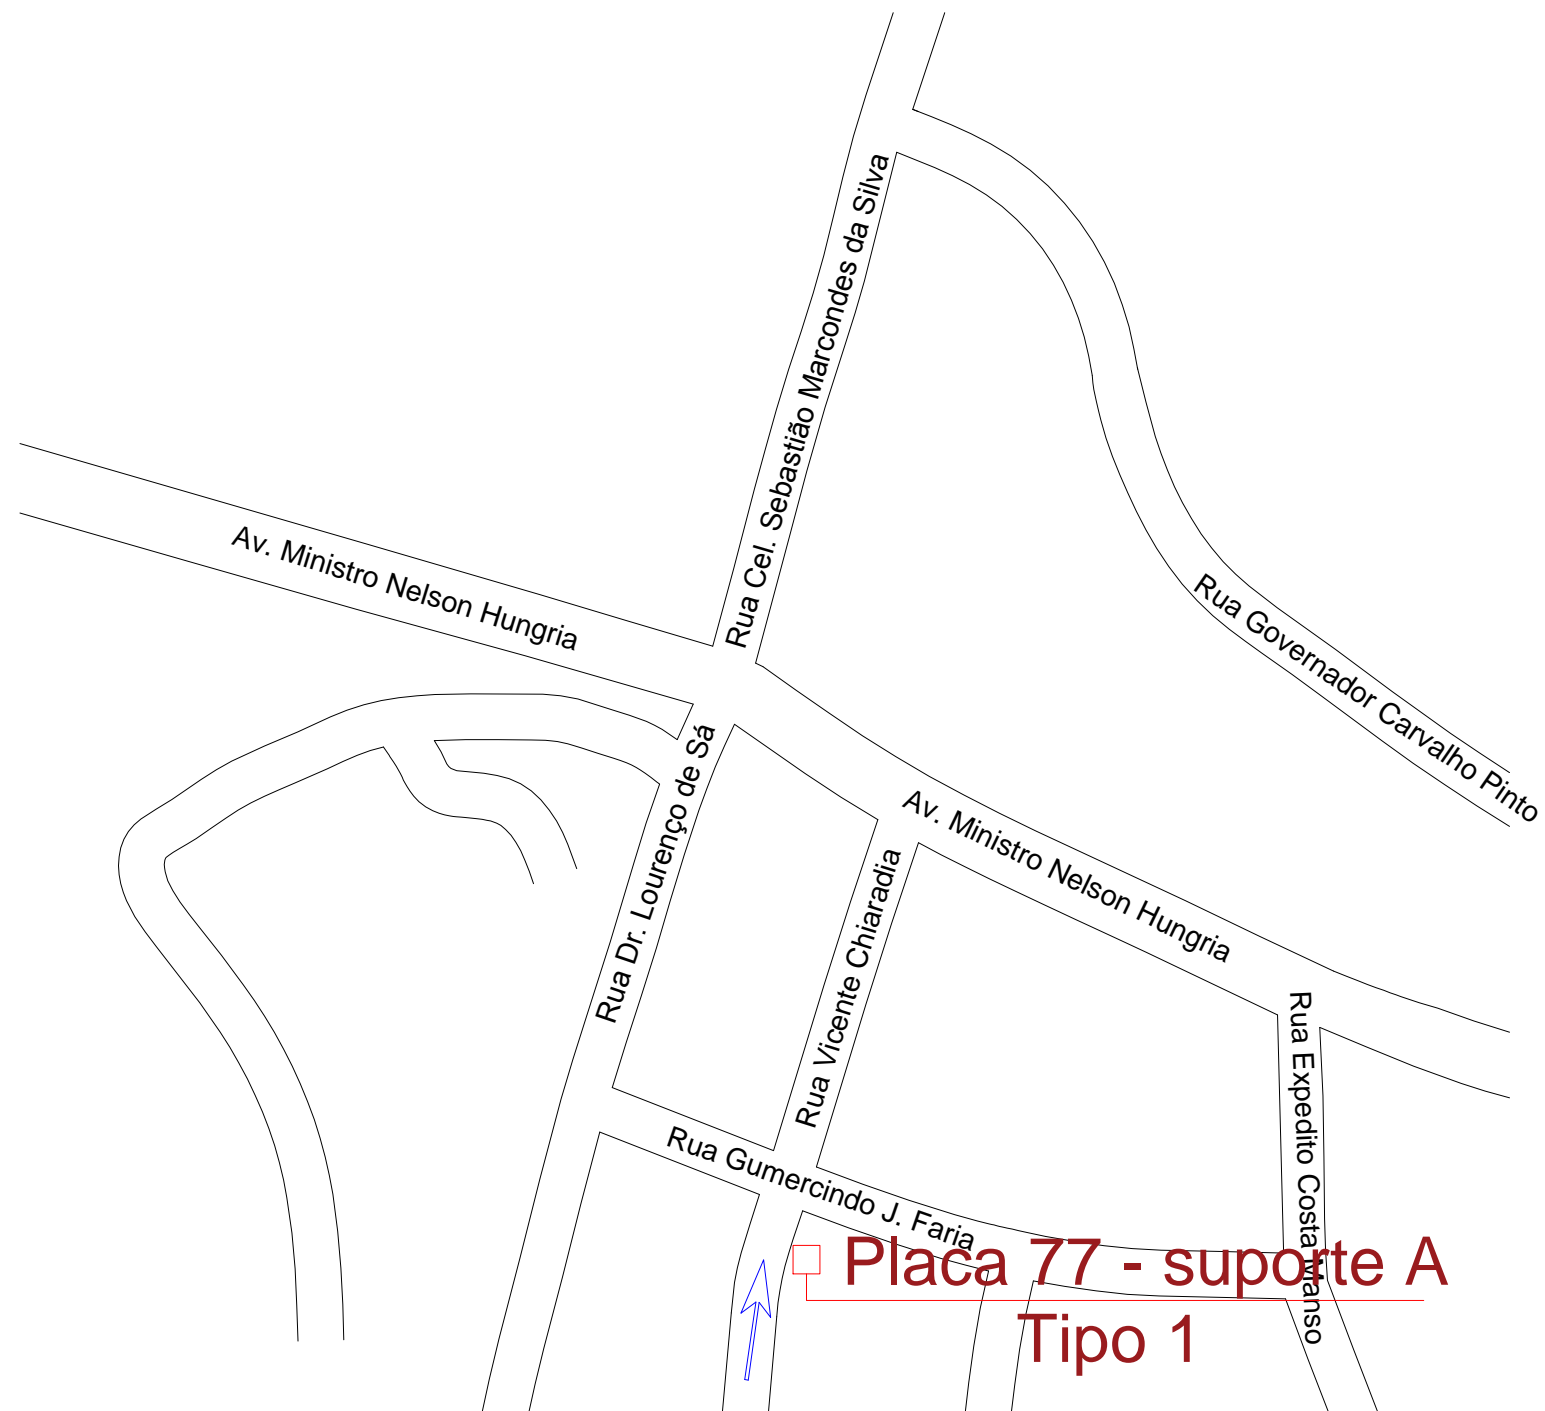 Rua Cel. Sebastião Marcondes da Silva
Av. Ministro Nelson Hungria
Rua Governador Carvalho Pinto
Rua Dr. Lourenço de Sá
Av. Ministro Nelson Hungria
Rua Vicente Chiaradia
Rua Expedito Costa Manso
Rua Gumercindo J. Faria
Placa 77 - suporte A
Tipo 1